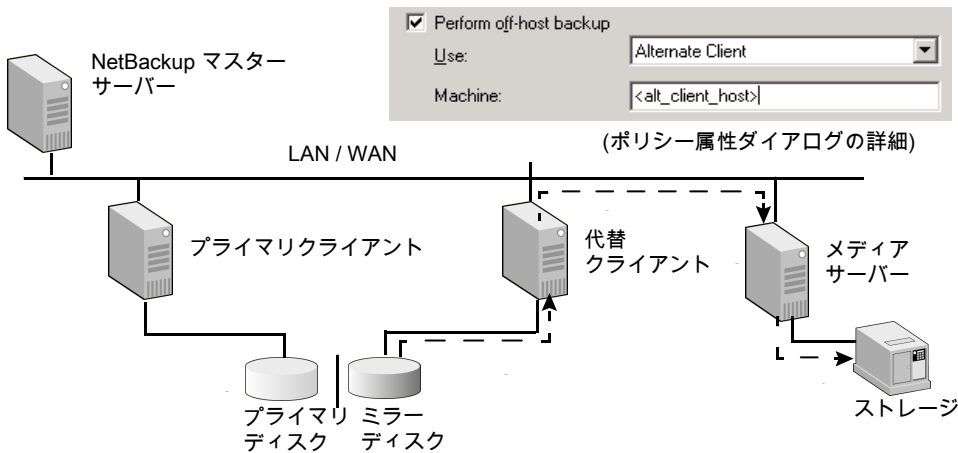 Perform off-host backup
Use:
Alternate Client
Machine:
<alt_client_host>
(ポリシー属性ダイアログの詳細)
NetBackup マスター
サーバー
LAN / WAN
プライマリクライアント
代替
クライアント
メディア
サーバー
プライマリ
ディスク
ミラー
ディスク
ストレージ